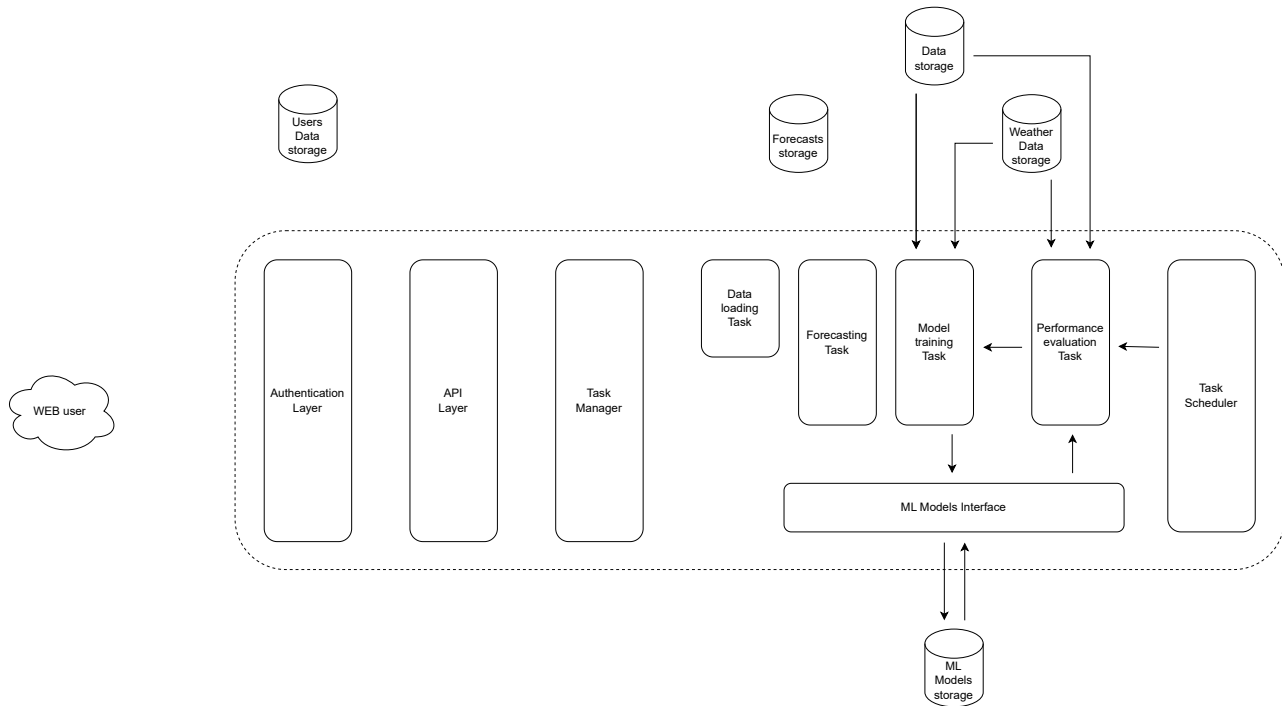 Data
storage
Users
Data
storage
Forecasts
storage
Weather
Data
storage
Data
loading
Task
Forecasting
Task
Model
training
Task
Performance
evaluation
Task
WEB user
Authentication
Layer
API
Layer
Task
Manager
Task
Scheduler
ML Models Interface
ML
Models
storage